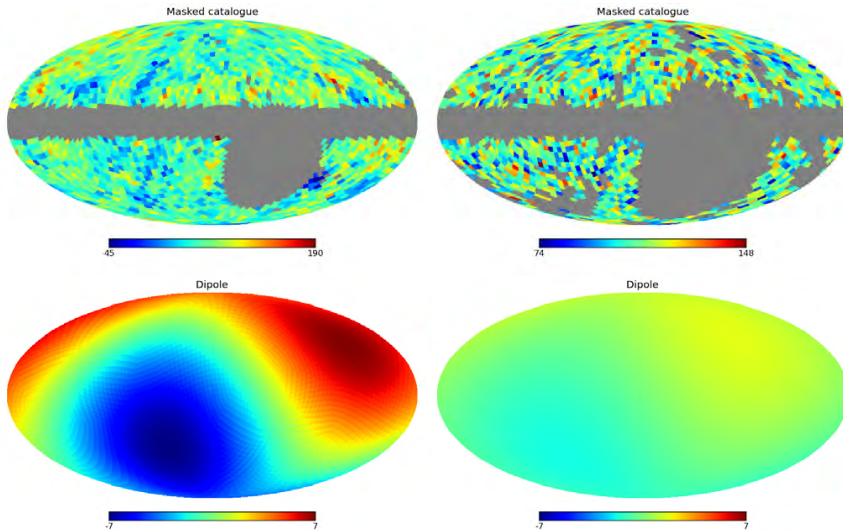 Masked catalogue
Masked catalogue
45 190
74 148
Dipole
Dipole
-7 7
-7 7